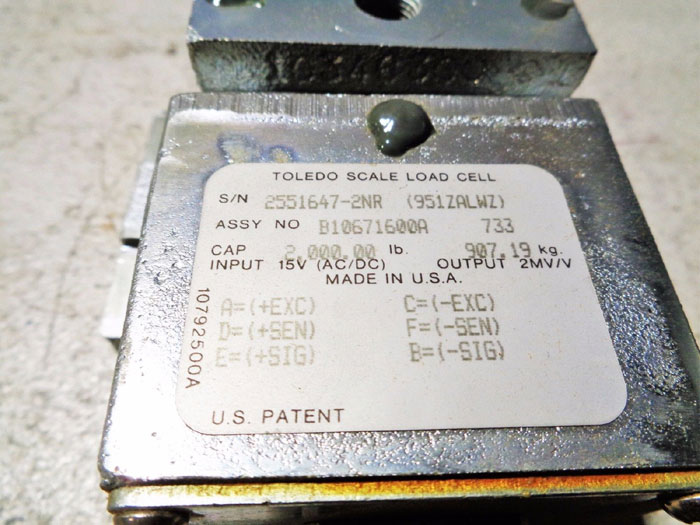 TOLEDO SCALE LOAD CELL
S/N 2551647-2NR (951ZALWZ)
ASSY NO B10671600A 733
CAP 2,000.00 lb. 907.19 kg.
INPUT 15V (AC/DC) OUTPUT 2MV/V
MADE IN U.S.A.
A=(+EXC) C=(-EXC)
D=(+SEN) F=(-SEN)
E=(+SIG) B=(-SIG)
10792500A
U.S. PATENT